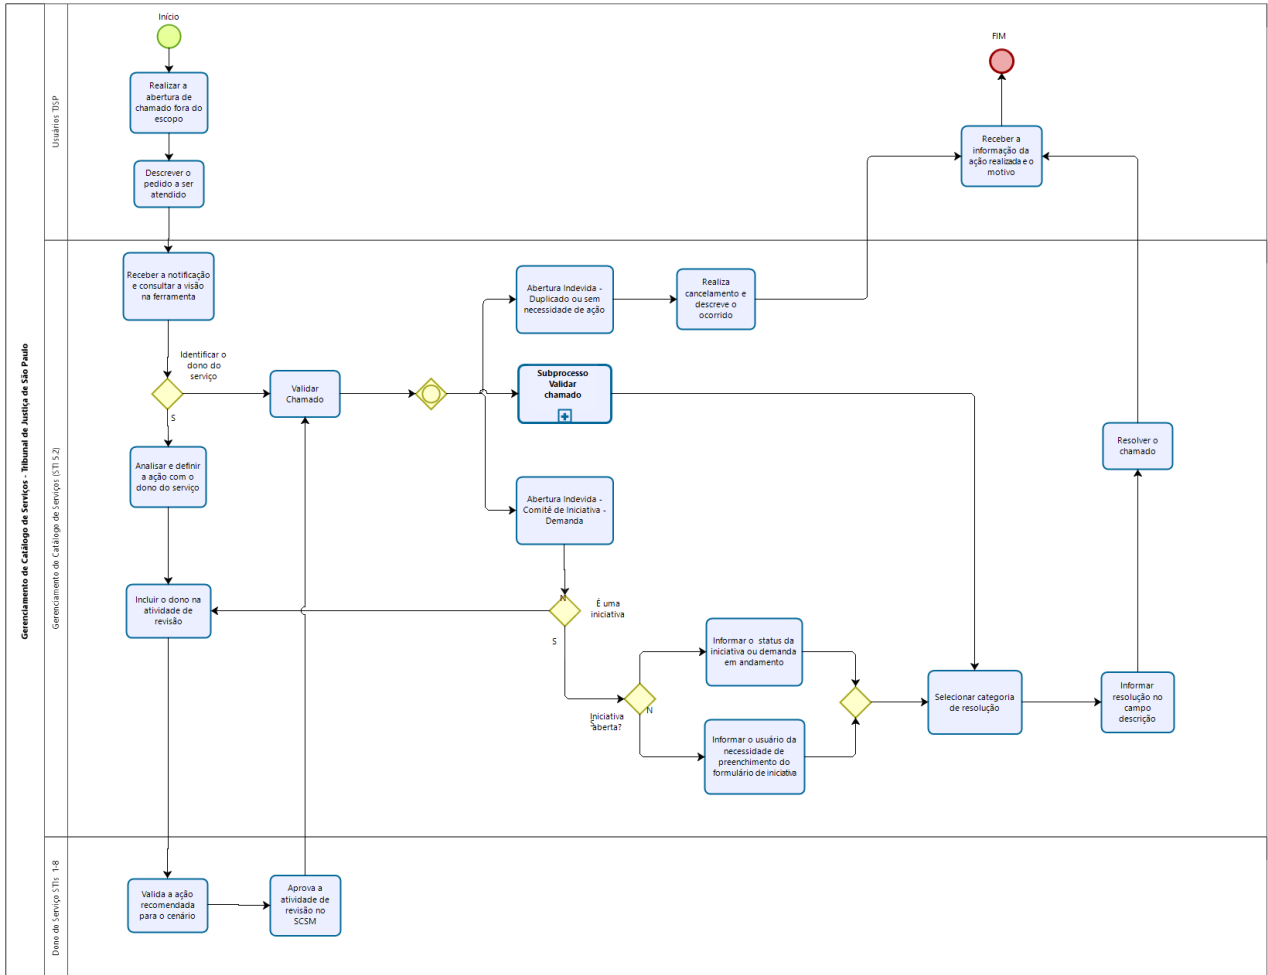 Gerenciamento de Catálogo de Serviços - Tribunal de Justiça de São Paulo
Usuários TJSP
Início
Realizar a
abertura de
chamado fora do
escopo
Descrever o
pedido a ser
atendido
FIM
Receber a
informação da
ação realizada e o
motivo
Gerenciamento do Catálogo de Serviços (STI 5.2)
Receber a notificação
e consultar a visão
na ferramenta
Identificar o
dono do
serviço
S
Validar
Chamado
Analisar e definir
a ação com o
dono do serviço
Incluir o dono na
atividade de
revisão
Abertura Indevida -
Duplicado ou sem
necessidade de ação
Realiza
cancelamento e
descreve o
ocorrido
Subprocesso
Validar
chamado
Abertura Indevida -
Comitê de Iniciativa -
Demanda
N
É uma
iniciativa
S
Iniciativa
aberta?
S
N
Informar o status da
iniciativa ou demanda
em andamento
Informar o usuário da
necessidade de
preenchimento do
formulário de iniciativa
Selecionar categoria
de resolução
Informar
resolução no
campo
descrição
Resolver o
chamado
Dono do Serviço STIs 1-8
Valida a ação
recomendada
para o cenário
Aprova a
atividade de
revisão no
SCSM